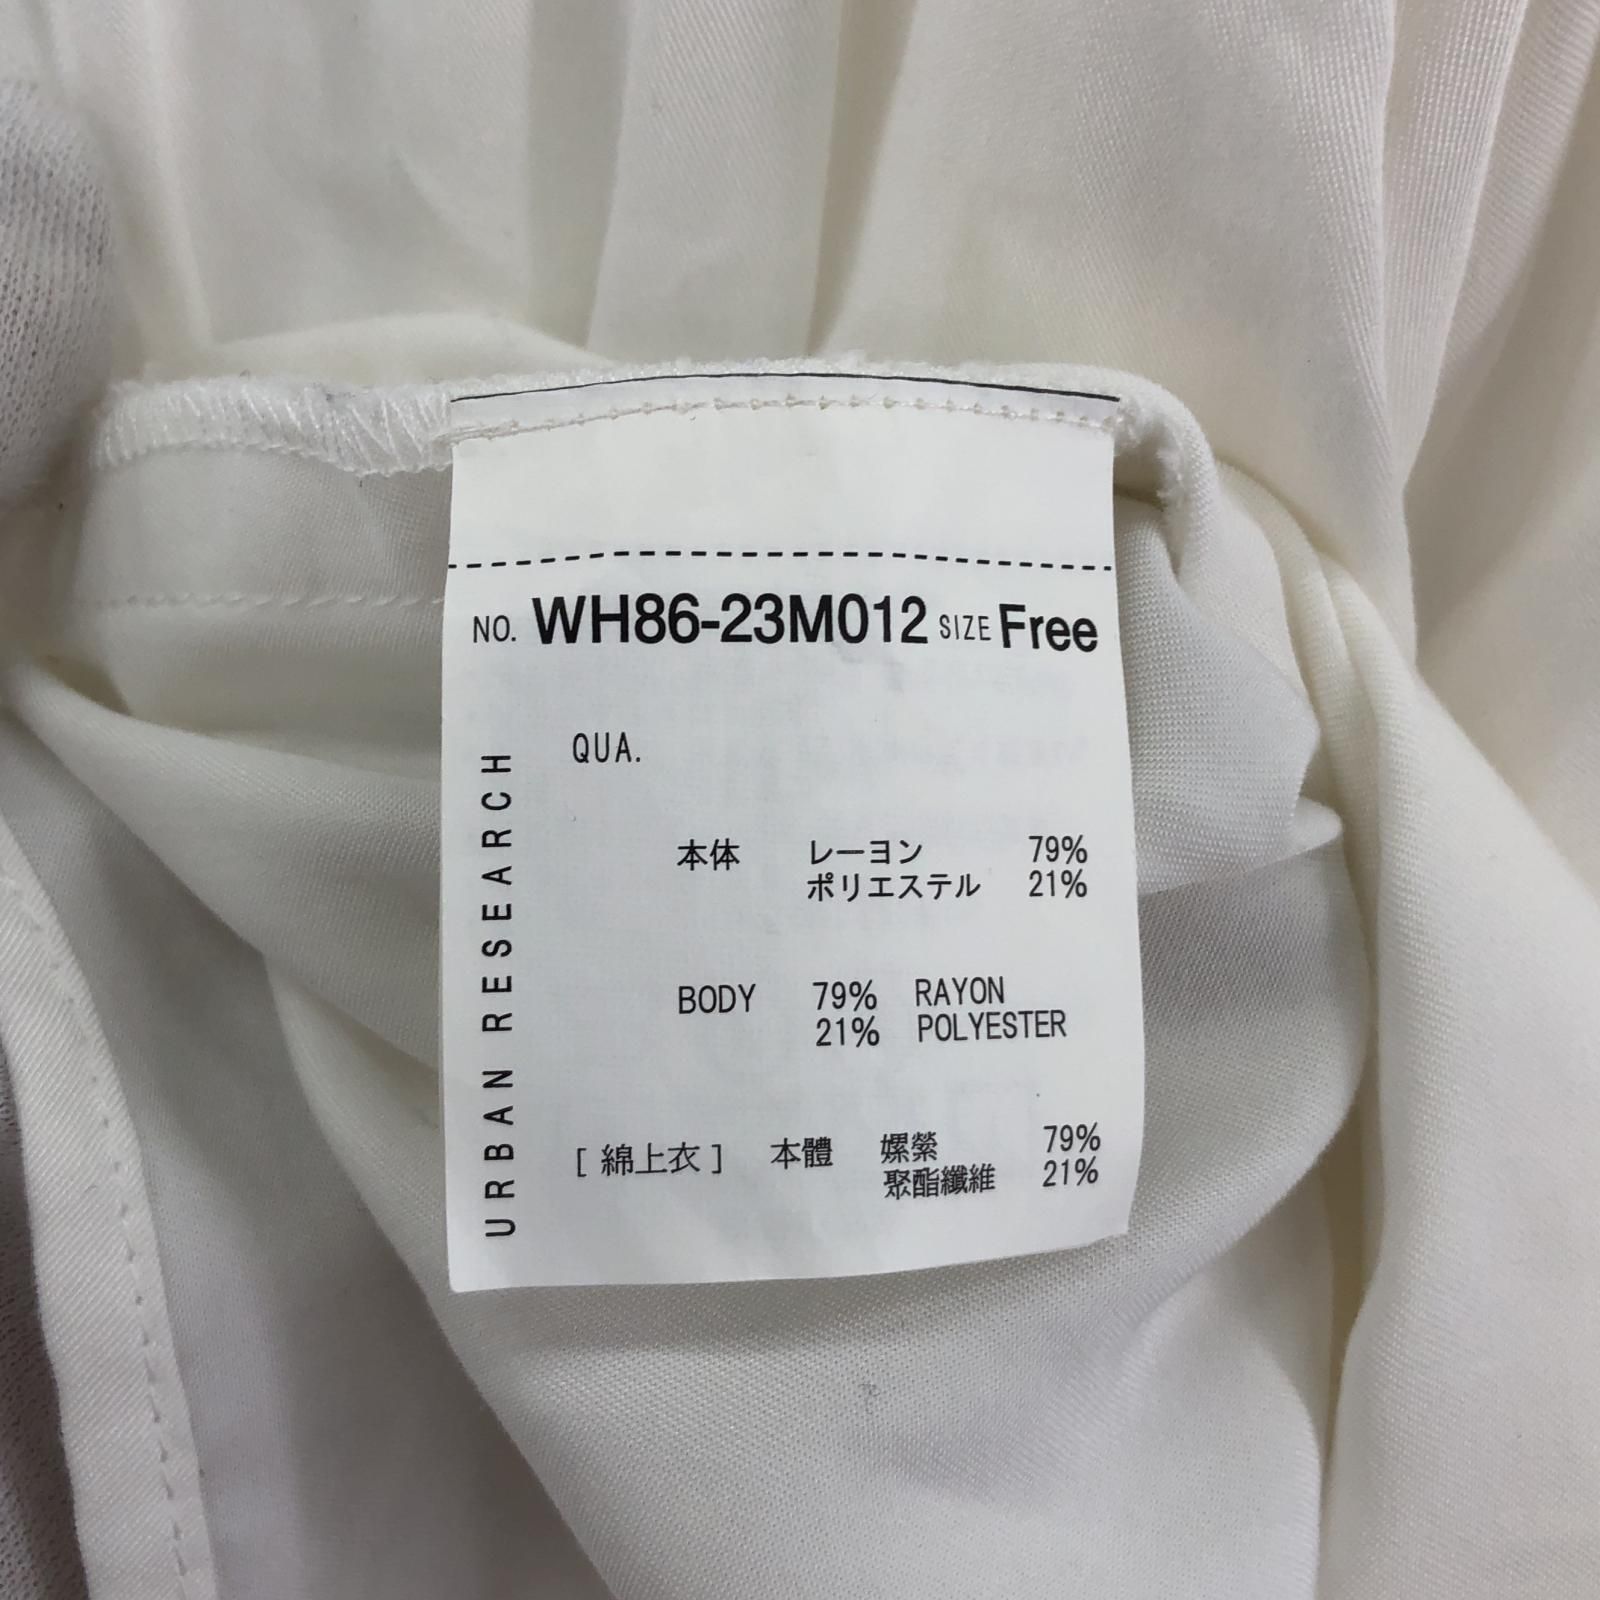 NO. WH86-23M012 SIZE Free
URBAN RESEARCH
QUA.
本体 レーヨン 79%
ポリエステル 21%
BODY 79% RAYON
21% POLYESTER
[ 綿上衣 ] 本體 嫘縈 79%
聚酯纖維 21%